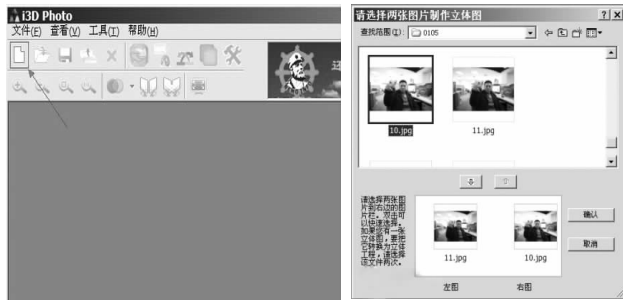 i3D Photo
文件(F) 查看(V) 工具(T) 帮助(H)
请选择两张图片制作立体图
查找范围(I): 0105
10.jpg 11.jpg
请选择两张图
片到右边的图
片栏。双击可
以快速选择。
如果您有一张
立体图,要把
它转换为立体
工程,请选择
该文件两次。
11.jpg 10.jpg
确认
取消
左图 右图